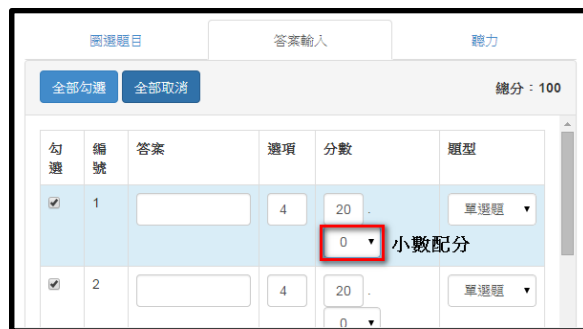 圈選題目 答案輸入 聽力
全部勾選 全部取消 總分：100
勾選 編號 答案 選項 分數 題型
1 4 20 . 單選題
0 小數配分
2 4 20 . 單選題
0